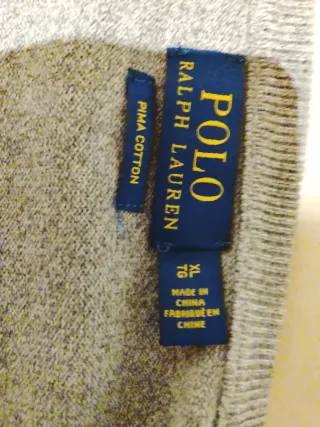 POLO
RALPH LAUREN
PIMA COTTON
XL
TG
MADE IN
CHINA
FABRIQUÉ EN
CHINE